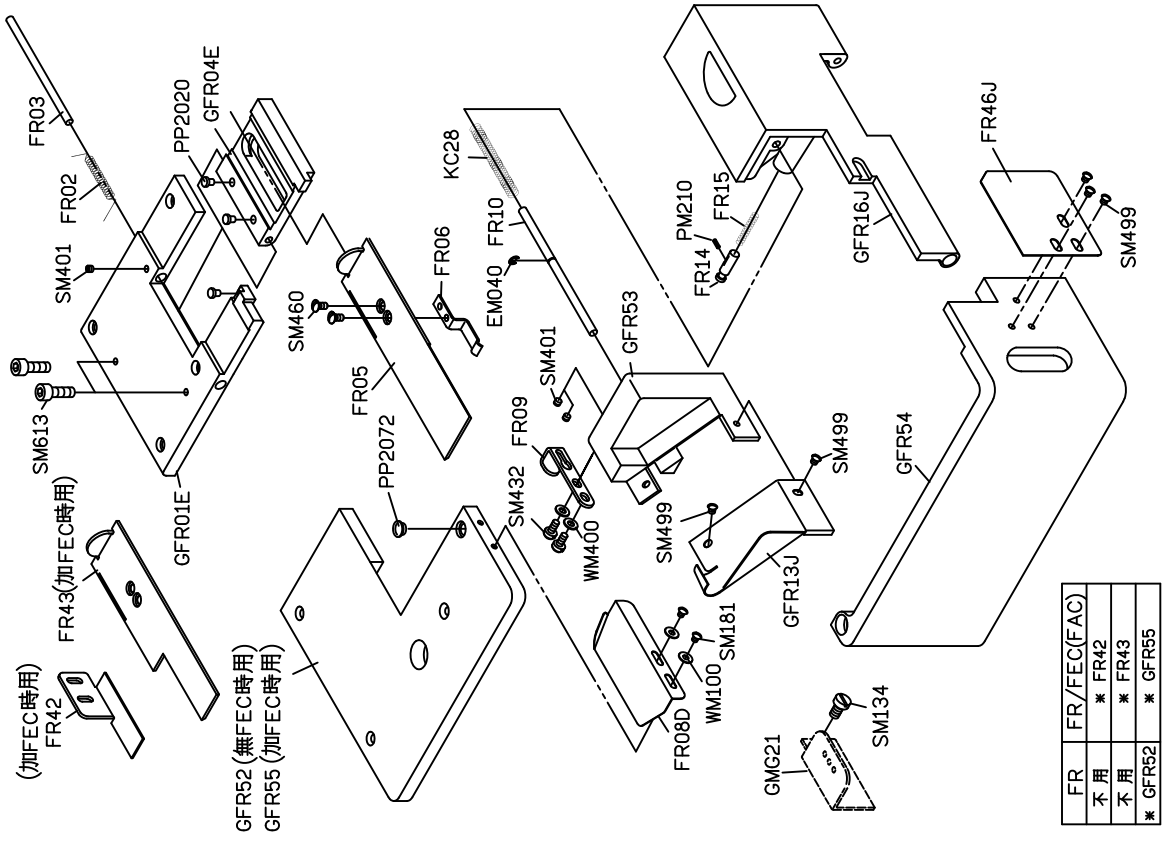 FR03
FR02
SM401
PP2020
GFR04E
SM613
SM460
FR06
FR05
GFR01E
FR43(加FEC時用)
(加FEC時用)
FR42
PP2072
GFR52(無FEC時用)
GFR55(加FEC時用)
KC28
FR10
EM040
PM210
FR15
FR14
GFR16J
FR46J
SM499
GFR53
SM401
FR09
SM432
WM400
SM499
SM499
GFR13J
GFR54
SM181
WM100
FR08D
GMG21
SM134
FR FR/FEC(FAC)
不用 * FR42
不用 * FR43
* GFR52 * GFR55